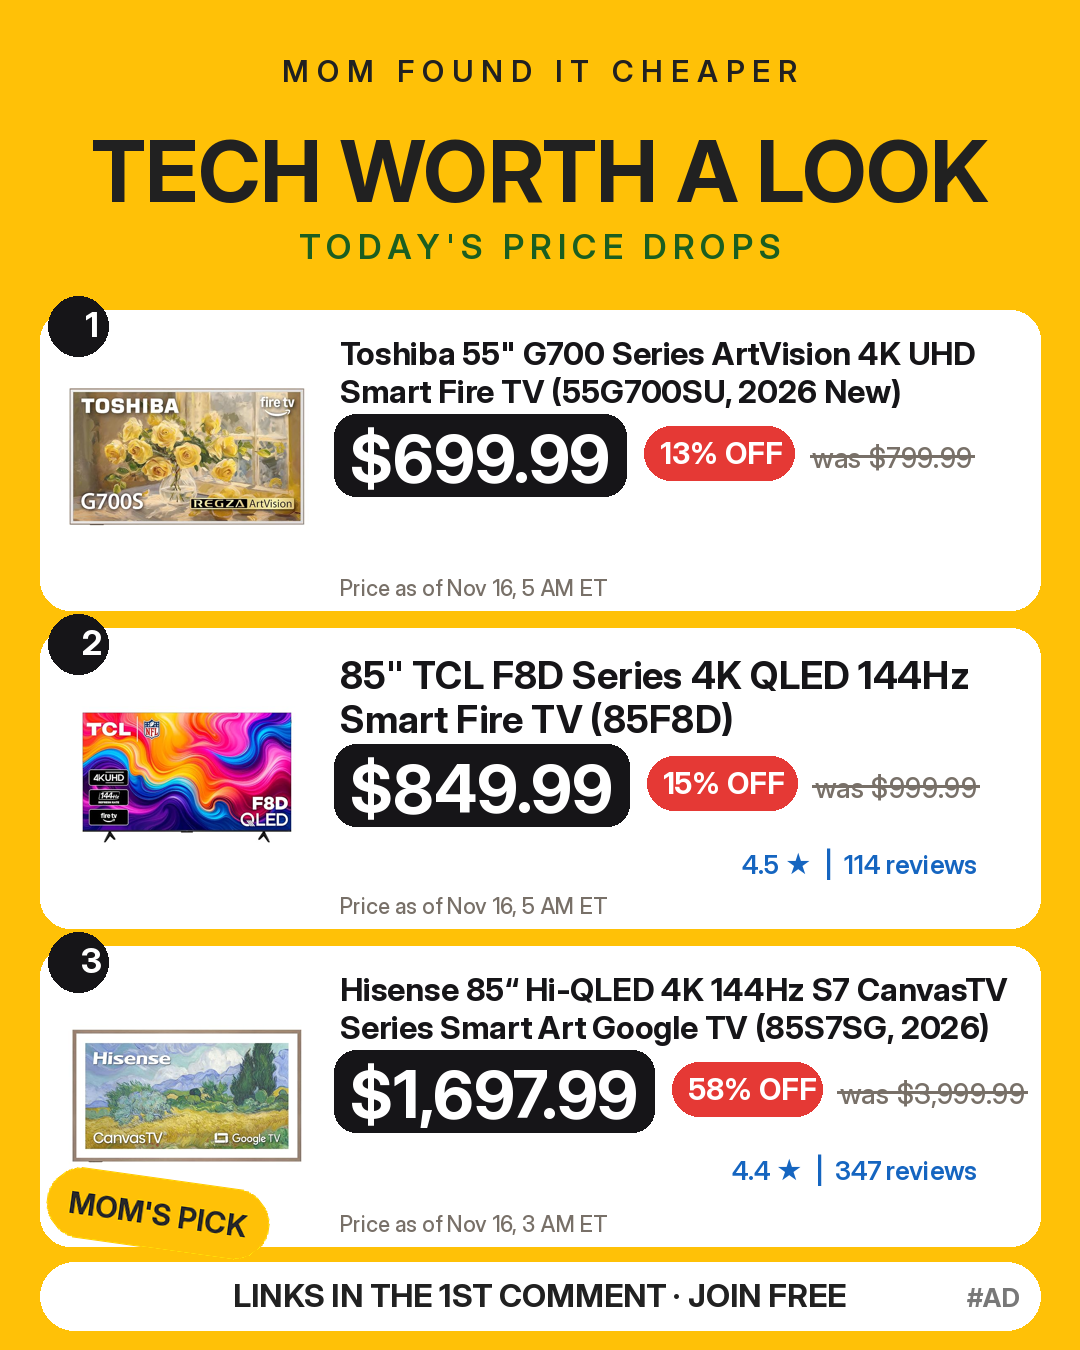 MOM FOUND IT CHEAPER
TECH WORTH A LOOK
TODAY'S PRICE DROPS
1
Toshiba 55" G700 Series ArtVision 4K UHD
Smart Fire TV (55G700SU, 2026 New)
$699.99
13% OFF
was $799.99
TOSHIBA
fire tv
G700S
REGZA ArtVision
Price as of Nov 16, 5 AM ET
2
85" TCL F8D Series 4K QLED 144Hz
Smart Fire TV (85F8D)
$849.99
15% OFF
was $999.99
TCL
NFL
4K UHD
144Hz
fire tv
F8D
QLED
4.5 ★ | 114 reviews
Price as of Nov 16, 5 AM ET
3
Hisense 85“ Hi-QLED 4K 144Hz S7 CanvasTV
Series Smart Art Google TV (85S7SG, 2026)
$1,697.99
58% OFF
was $3,999.99
Hisense
CanvasTV
Google TV
4.4 ★ | 347 reviews
MOM'S PICK
Price as of Nov 16, 3 AM ET
LINKS IN THE 1ST COMMENT · JOIN FREE
#AD